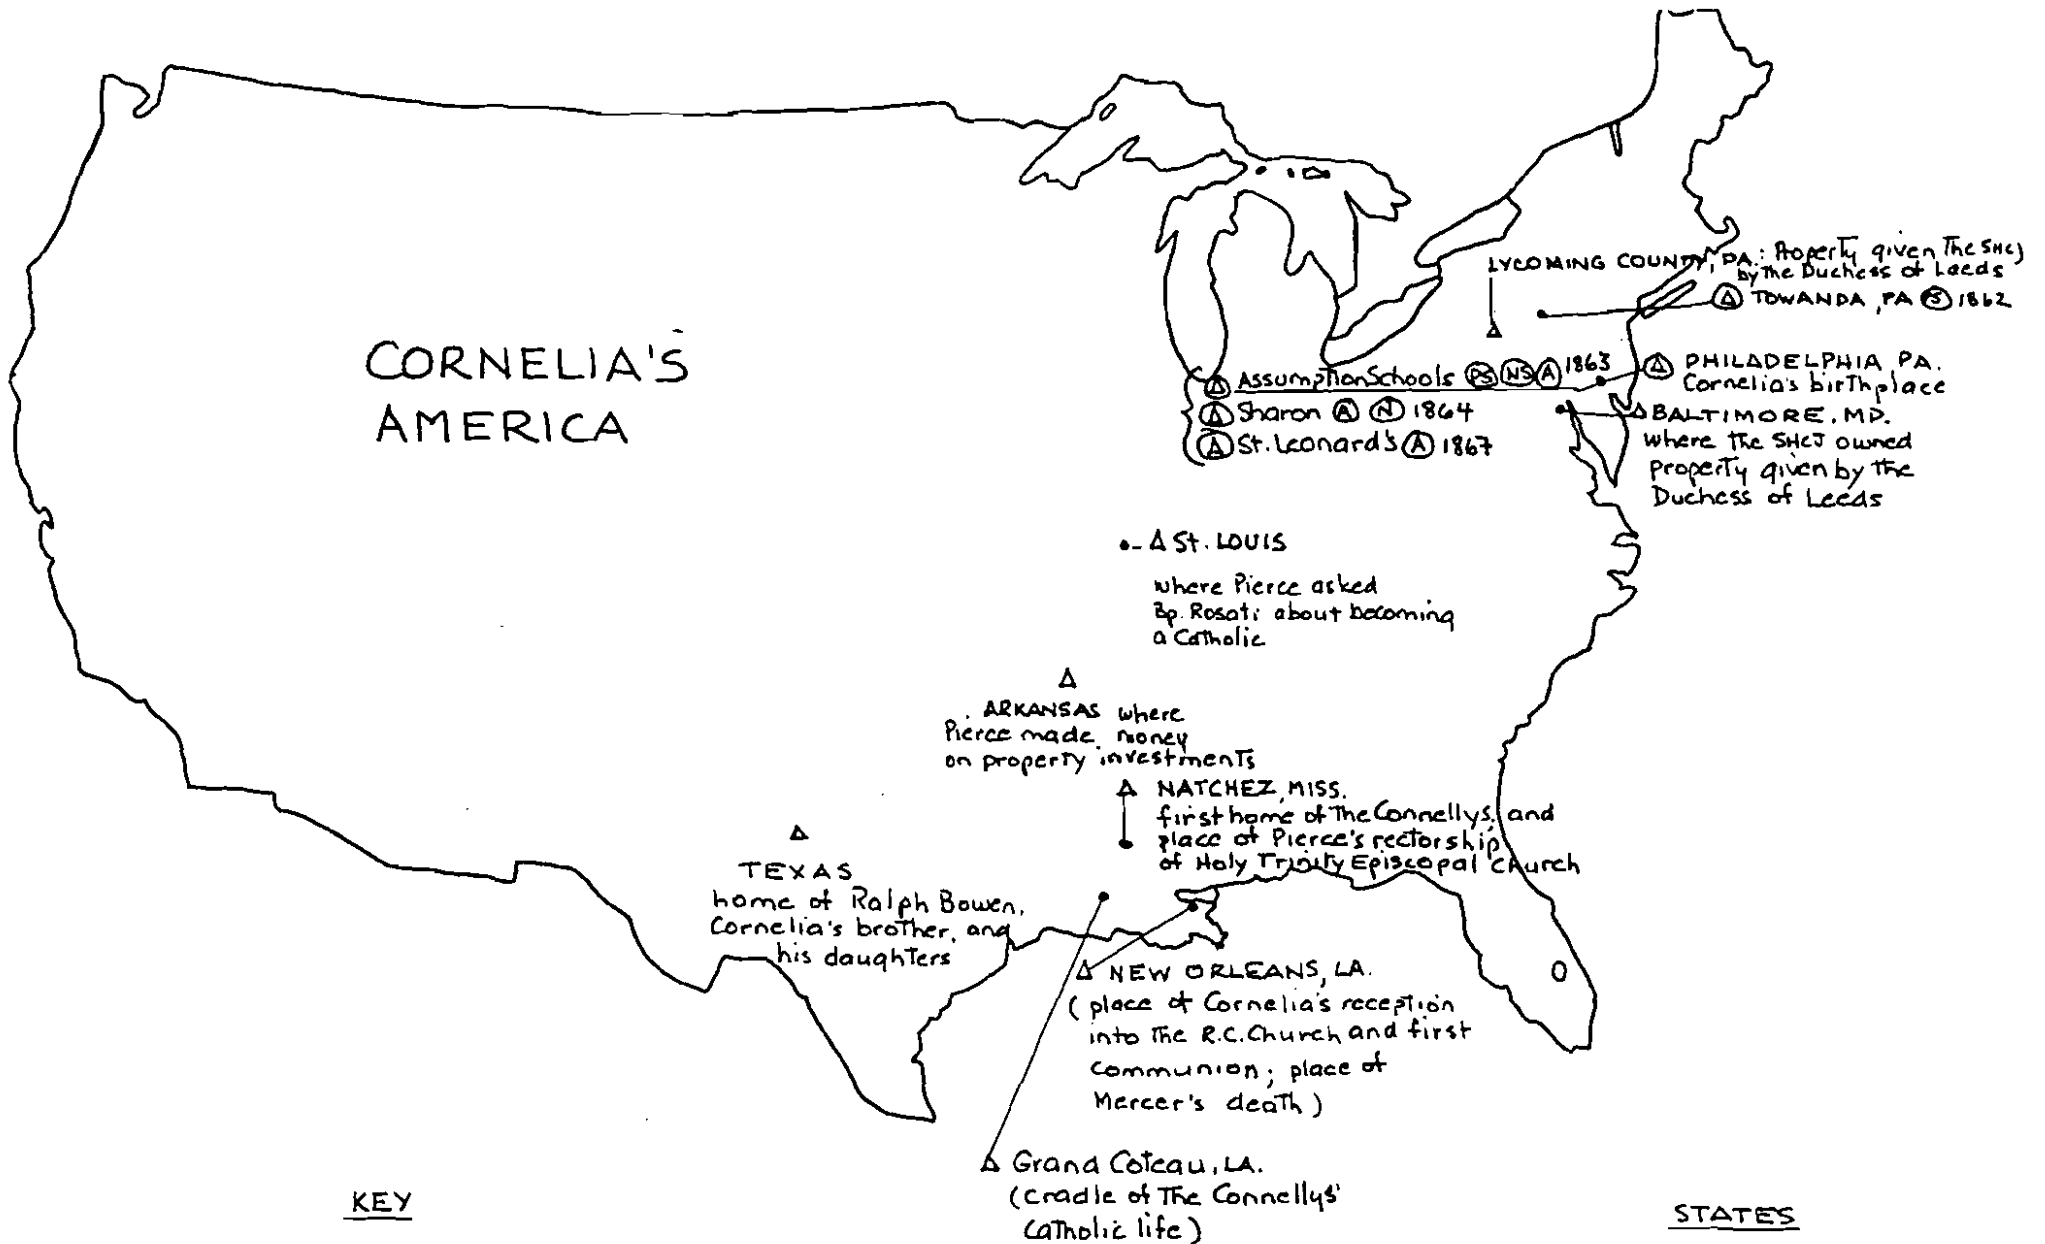 CORNELIA'S
AMERICA
LYCOMING COUNTY, PA.: Property given The SHCJ
by The Duchess of Leeds
TOWANDA, PA PS 1862
Assumption Schools PS NS A 1863
Sharon A N 1864
St. Leonard's A 1867
PHILADELPHIA, PA.
Cornelia's birthplace
BALTIMORE, MD.
where the SHCJ owned
property given by the
Duchess of Leeds
St. LOUIS
where Pierce asked
Bp. Rosati about becoming
a Catholic
ARKANSAS where
Pierce made money
on property investments
NATCHEZ, MISS.
first home of The Connellys, and
place of Pierce's rectorship
of Holy Trinity Episcopal Church
TEXAS
home of Ralph Bowen,
Cornelia's brother, and
his daughters
NEW ORLEANS, LA.
(place of Cornelia's reception
into The R.C. Church and first
communion; place of
Mercer's death)
Grand Coteau, LA.
(cradle of The Connellys'
Catholic life)
KEY
STATES